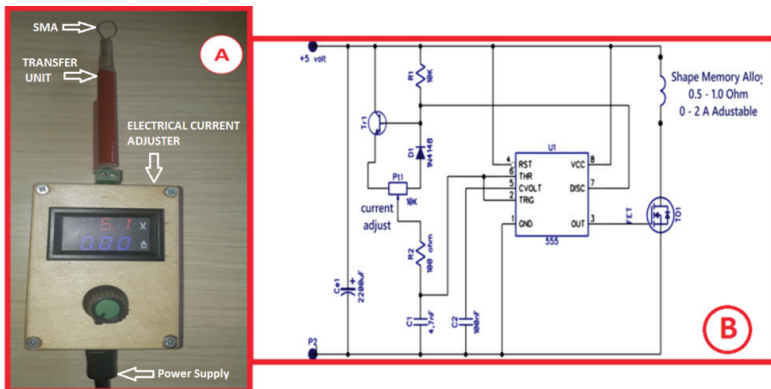 SMA
TRANSFER
UNIT
ELECTRICAL CURRENT
ADJUSTER
5.1 V
000 A
Power Supply
A
+5 volt
R1
10K
Tr1
D1
1N4148
Pt1
10K
current
adjust
R2
100 ohm
Ce1
2200uF
+
C1
4,7nF
C2
100nF
P2
U1
4 RST VCC 8
6 THR
5 CVOLT DISC 7
2 TRIG
1 GND OUT 3
555
FET
TO1
Shape Memory Alloy
0.5 - 1.0 Ohm
0 - 2 A Adustable
B